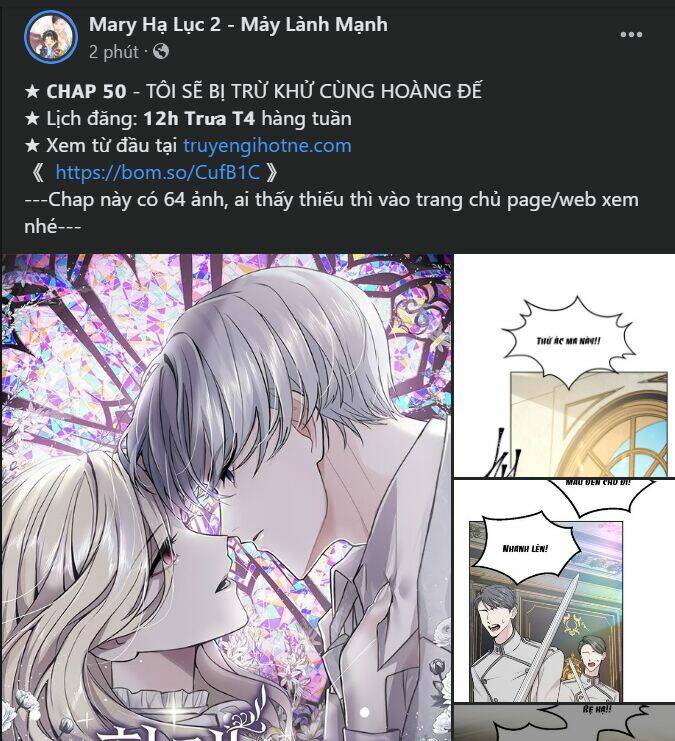 Mary Hạ Lục 2 - Mảy Lành Mạnh
2 phút ·
★ CHAP 50 - TÔI SẼ BỊ TRỪ KHỬ CÙNG HOÀNG ĐẾ
★ Lịch đăng: 12h Trưa T4 hàng tuần
★ Xem từ đầu tại truyengihotne.com
《 https://bom.so/CufB1C 》
---Chap này có 64 ảnh, ai thấy thiếu thì vào trang chủ page/web xem
nhé---
THỨ ÁC MA NÀY!!
MAU ĐẾN CHỖ ĐI!
NHANH LÊN!
BỆ HẠ!!